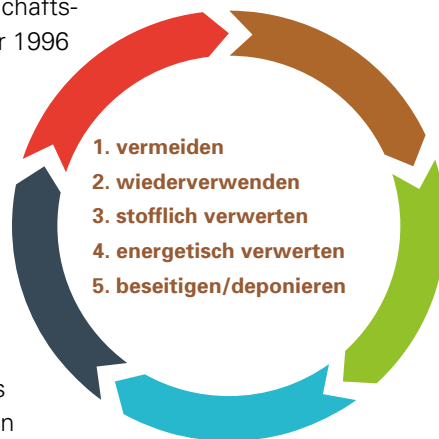 chafts-
r 1996
1. vermeiden
2. wiederverwenden
3. stofflich verwerten
4. energetisch verwerten
5. beseitigen/deponieren
s
n